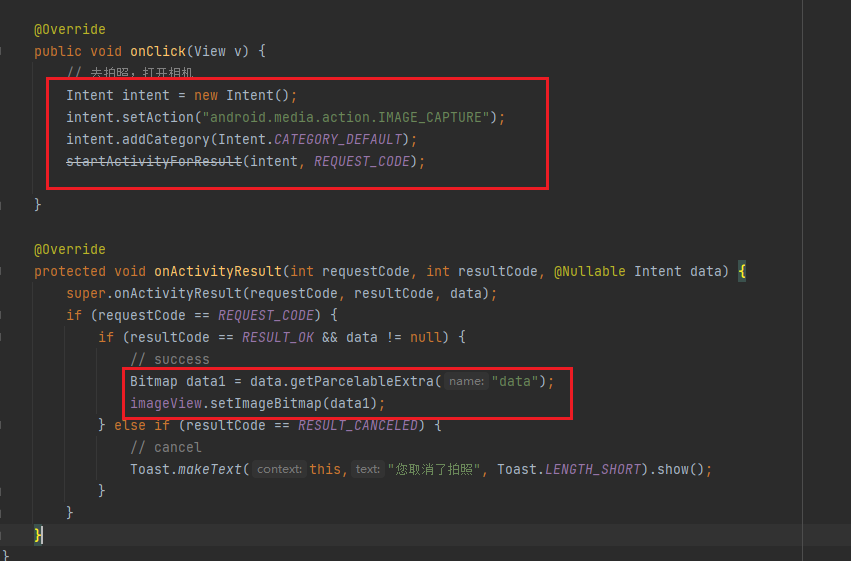 @Override
public void onClick(View v) {
// 去拍照，打开相机
Intent intent = new Intent();
intent.setAction("android.media.action.IMAGE_CAPTURE");
intent.addCategory(Intent.CATEGORY_DEFAULT);
startActivityForResult(intent, REQUEST_CODE);
}
@Override
protected void onActivityResult(int requestCode, int resultCode, @Nullable Intent data) {
super.onActivityResult(requestCode, resultCode, data);
if (requestCode == REQUEST_CODE) {
if (resultCode == RESULT_OK && data != null) {
// success
Bitmap data1 = data.getParcelableExtra( name: "data");
imageView.setImageBitmap(data1);
} else if (resultCode == RESULT_CANCELED) {
// cancel
Toast.makeText( context: this, text: "您取消了拍照", Toast.LENGTH_SHORT).show();
}
}
}
}